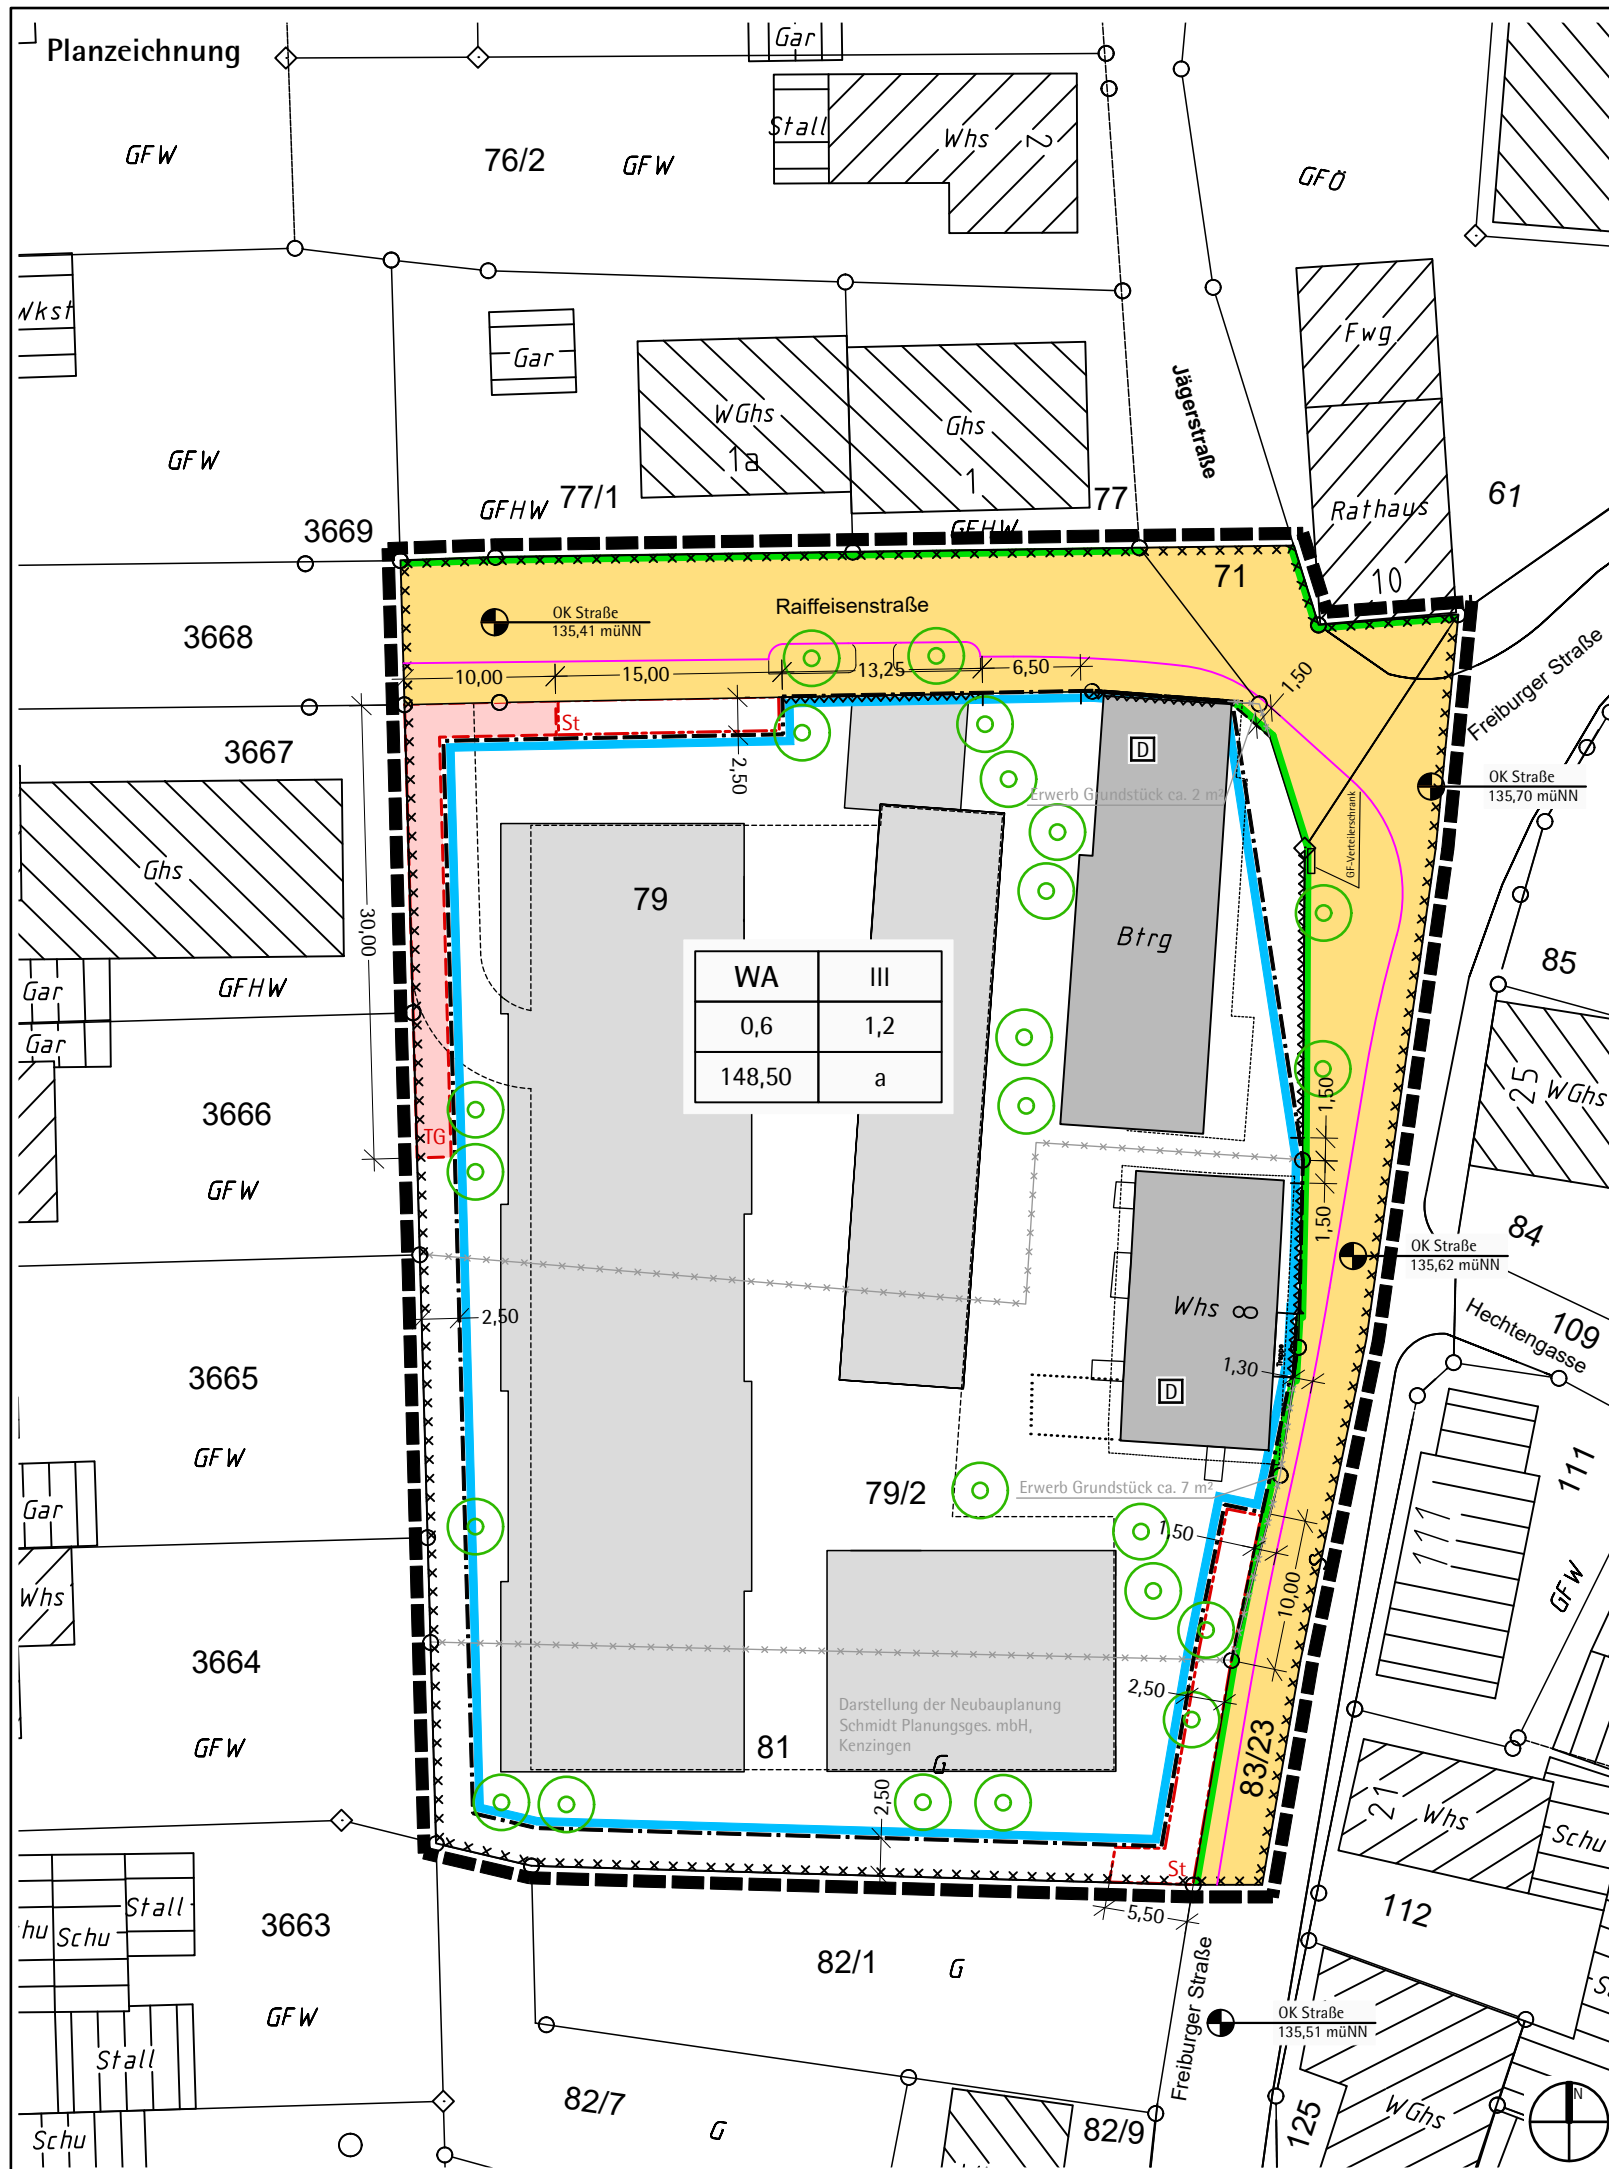 Planzeichnung
Gar
Stall
Whs
2
GFW
76/2
GFW
GFÖ
Wkst
Gar
Fwg
WGhs
1a
Ghs
1
Jägerstraße
GFW
77/1
77
61
GFHW
GFHW
Rathaus
10
3669
71
Raiffeisenstraße
OK Straße
135,41 müNN
3668
Freiburger Straße
10,00
15,00
13,25
6,50
1,50
St
3667
2,50
D
OK Straße
135,70 müNN
Erwerb Grundstück ca. 2 m²
GF-Verteilerschrank
Ghs
79
30,00
Btrg
85
WA
III
0,6
1,2
148,50
a
Gar
GFHW
Gar
25
WGhs
3666
TG
1,50
GFW
1,50
84
OK Straße
135,62 müNN
2,50
Whs
8
Hechtengasse
109
3665
1,30
Treppe
D
GFW
111
Gar
79/2
Erwerb Grundstück ca. 7 m²
1,50
111
10,00
GFW
Whs
3664
2,50
Darstellung der Neubauplanung
Schmidt Planungsges. mbH,
Kenzingen
81
G
GFW
83/23
2,50
21
Whs
Schu
St
Stall
hu
Schu
3663
5,50
112
82/1
G
Freiburger Straße
GFW
OK Straße
135,51 müNN
Stall
82/7
G
82/9
125
WGhs
N
Schu